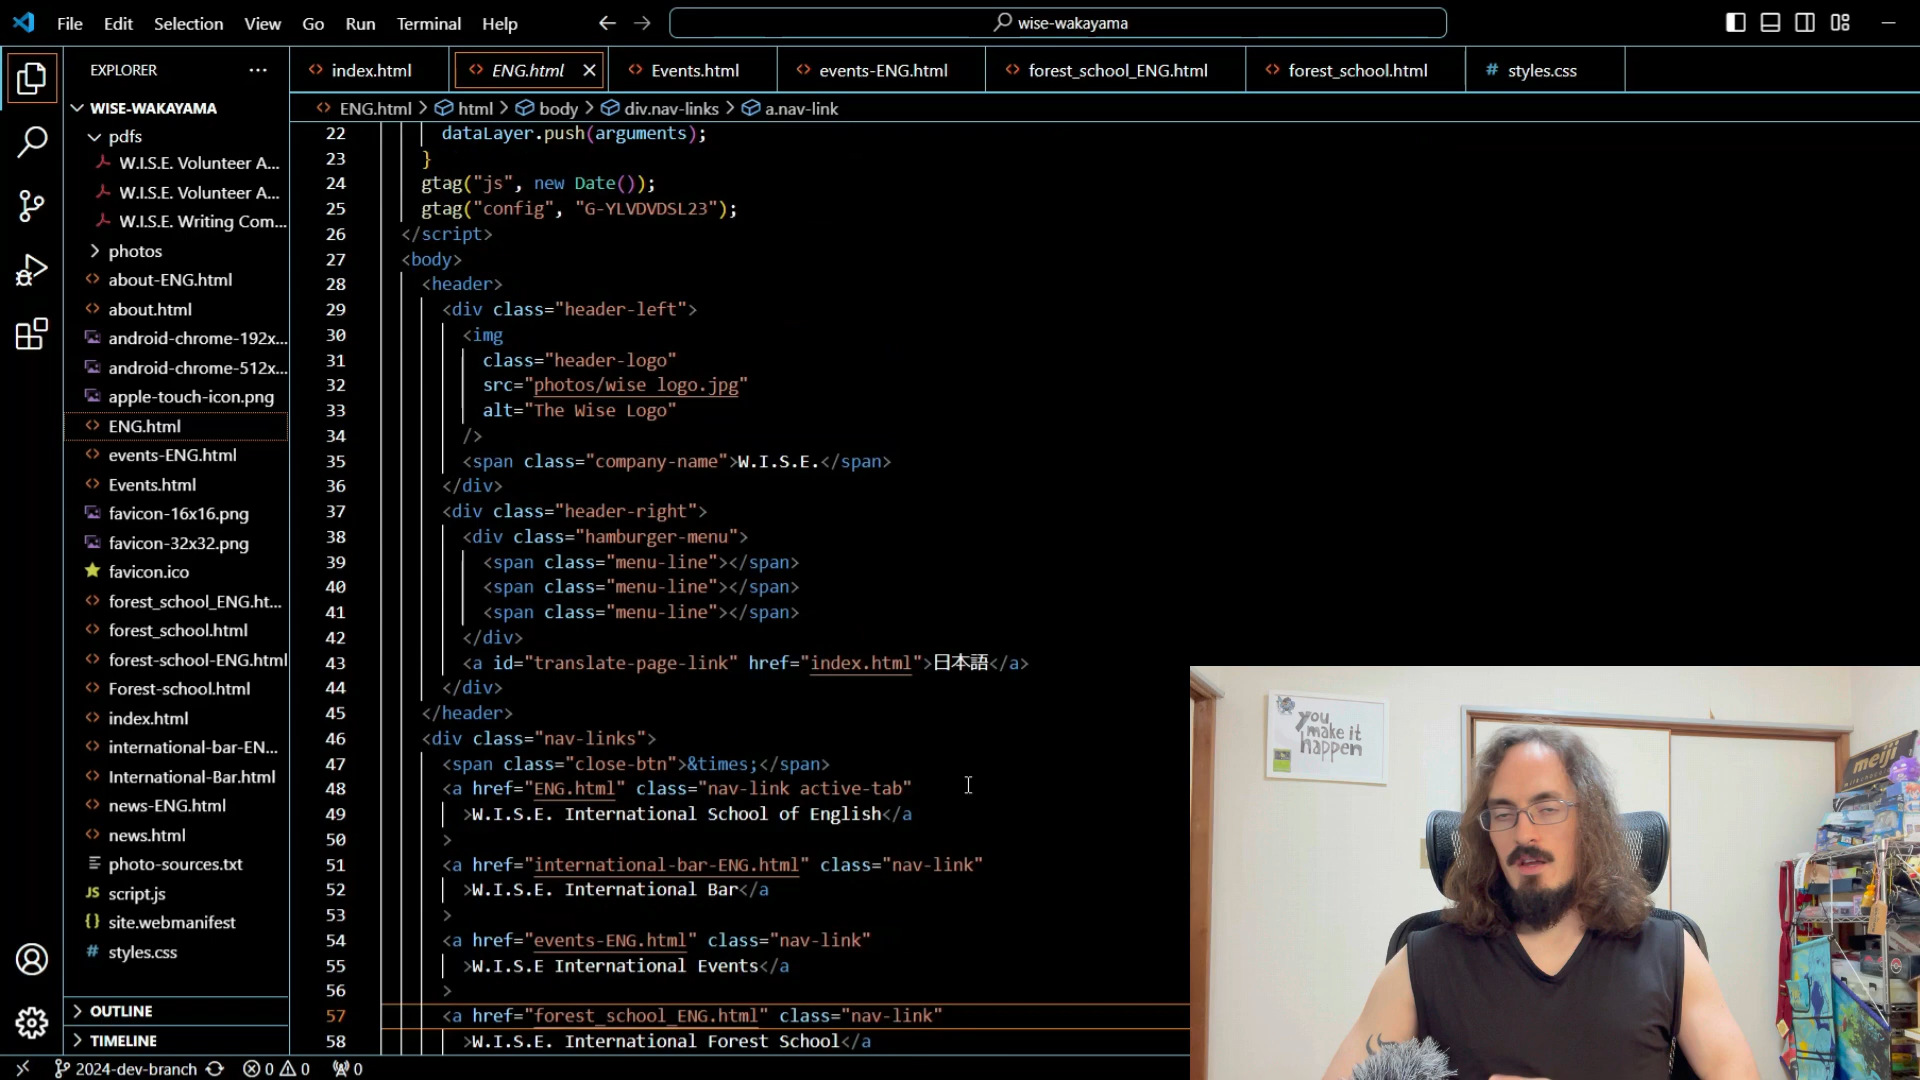 File Edit Selection View Go Run Terminal Help
wise-wakayama
EXPLORER
index.html
ENG.html
Events.html
events-ENG.html
forest_school_ENG.html
forest_school.html
# styles.css
ENG.html > html > body > div.nav-links > a.nav-link
WISE-WAKAYAMA
pdfs
W.I.S.E. Volunteer A...
W.I.S.E. Volunteer A...
W.I.S.E. Writing Com...
photos
about-ENG.html
about.html
android-chrome-192x...
android-chrome-512x...
apple-touch-icon.png
ENG.html
events-ENG.html
Events.html
favicon-16x16.png
favicon-32x32.png
favicon.ico
forest_school_ENG.ht...
forest_school.html
forest-school-ENG.html
Forest-school.html
index.html
international-bar-EN...
International-Bar.html
news-ENG.html
news.html
photo-sources.txt
JS script.js
{} site.webmanifest
# styles.css
OUTLINE
TIMELINE
22 dataLayer.push(arguments);
23 }
24 gtag("js", new Date());
25 gtag("config", "G-YLVDVDSL23");
26 </script>
27 <body>
28 <header>
29 <div class="header-left">
30 <img
31 class="header-logo"
32 src="photos/wise logo.jpg"
33 alt="The Wise Logo"
34 />
35 <span class="company-name">W.I.S.E.</span>
36 </div>
37 <div class="header-right">
38 <div class="hamburger-menu">
39 <span class="menu-line"></span>
40 <span class="menu-line"></span>
41 <span class="menu-line"></span>
42 </div>
43 <a id="translate-page-link" href="index.html">日本語</a>
44 </div>
45 </header>
46 <div class="nav-links">
47 <span class="close-btn">&times;</span>
48 <a href="ENG.html" class="nav-link active-tab"
49 >W.I.S.E. International School of English</a
50 >
51 <a href="international-bar-ENG.html" class="nav-link"
52 >W.I.S.E. International Bar</a
53 >
54 <a href="events-ENG.html" class="nav-link"
55 >W.I.S.E International Events</a
56 >
57 <a href="forest_school_ENG.html" class="nav-link"
58 >W.I.S.E. International Forest School</a
you
make it
happen
meiji
2024-dev-branch 0 0 0